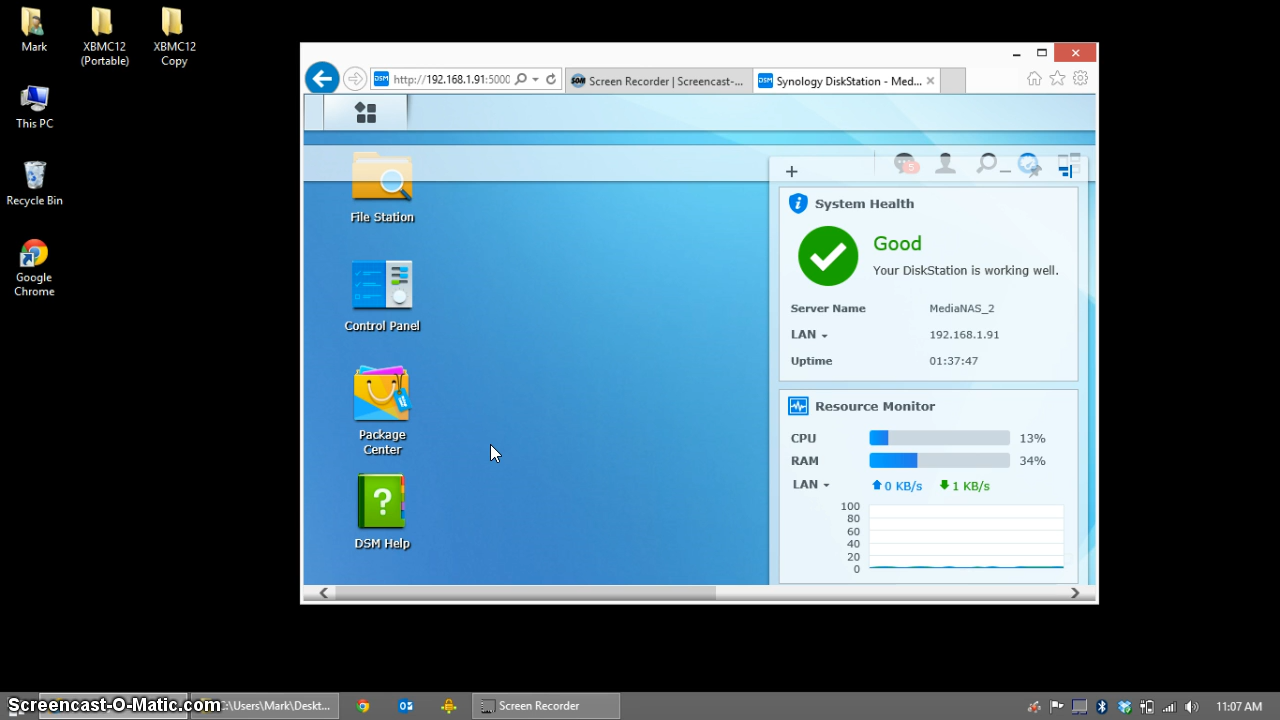 Mark
XBMC12
(Portable)
XBMC12
Copy
This PC
Recycle Bin
Google
Chrome
DSM http://192.168.1.91:5000
SOM Screen Recorder | Screencast-...
DSM Synology DiskStation - Med...
File Station
Control Panel
Package
Center
DSM Help
5
System Health
Good
Your DiskStation is working well.
Server Name MediaNAS_2
LAN 192.168.1.91
Uptime 01:37:47
Resource Monitor
CPU 13%
RAM 34%
LAN 0 KB/s 1 KB/s
100
80
60
40
20
0
Screencast-O-Matic.com
:\Users\Mark\Deskt...
Screen Recorder
11:07 AM